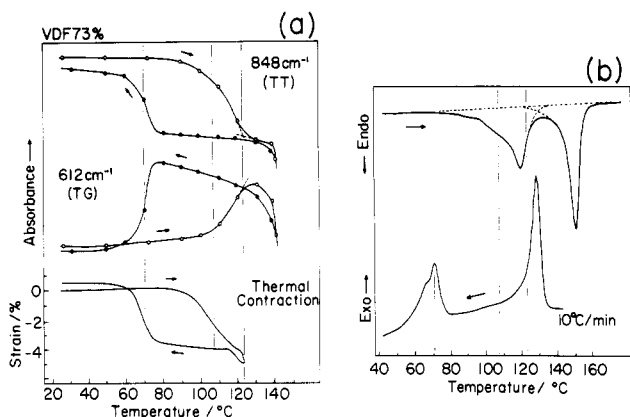 VDF73%
(a)
848cm⁻¹
(TT)
612cm⁻¹
(TG)
Absorbance
Thermal
Contraction
Strain/%
0
-2
-4
20 40 60 80 100 120 140
Temperature/ °C
(b)
Endo
Exo
10°C/min
40 60 80 100 120 140 160
Temperature/ °C